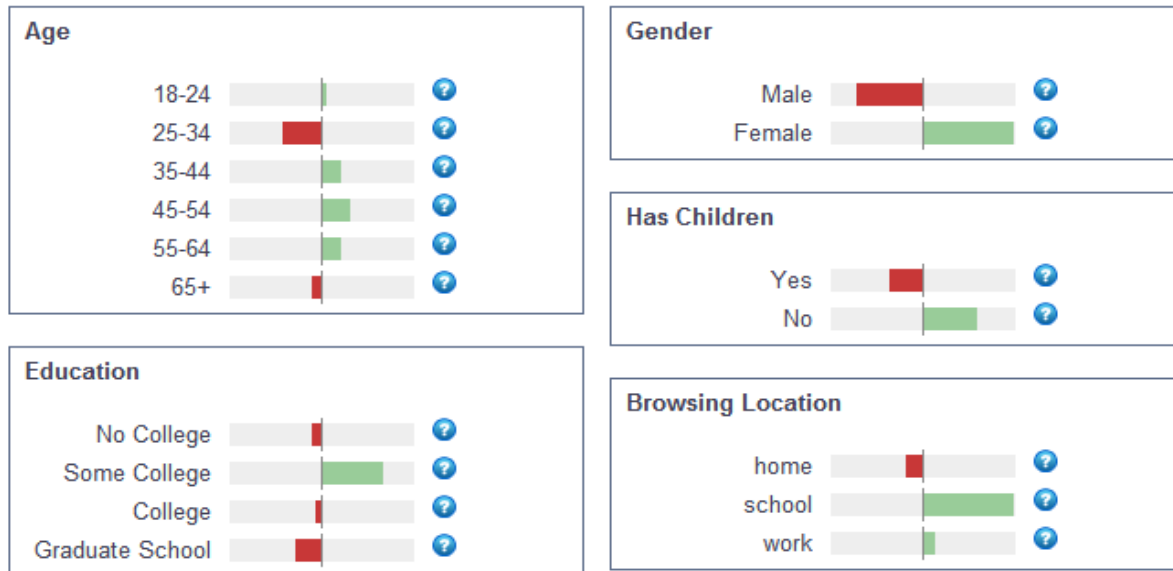 Age
18-24
25-34
35-44
45-54
55-64
65+
Education
No College
Some College
College
Graduate School
Gender
Male
Female
Has Children
Yes
No
Browsing Location
home
school
work